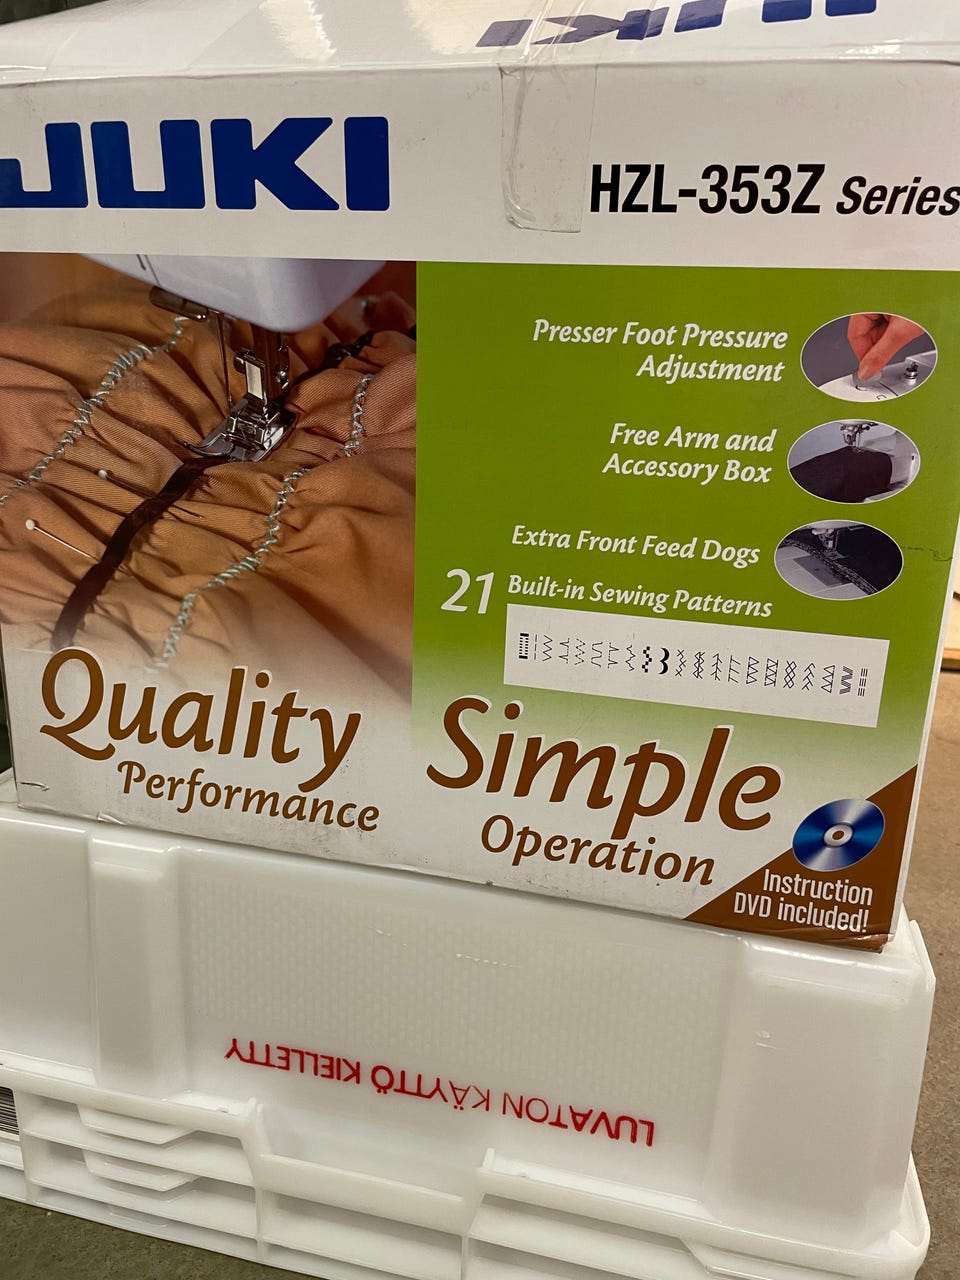 JUKI
JUKI
HZL-353Z Series
Presser Foot Pressure
Adjustment
Free Arm and
Accessory Box
Extra Front Feed Dogs
21 Built-in Sewing Patterns
Quality
Performance
Simple
Operation
Instruction
DVD included!
LUVATON KÄYTTÖ KIELLETTY